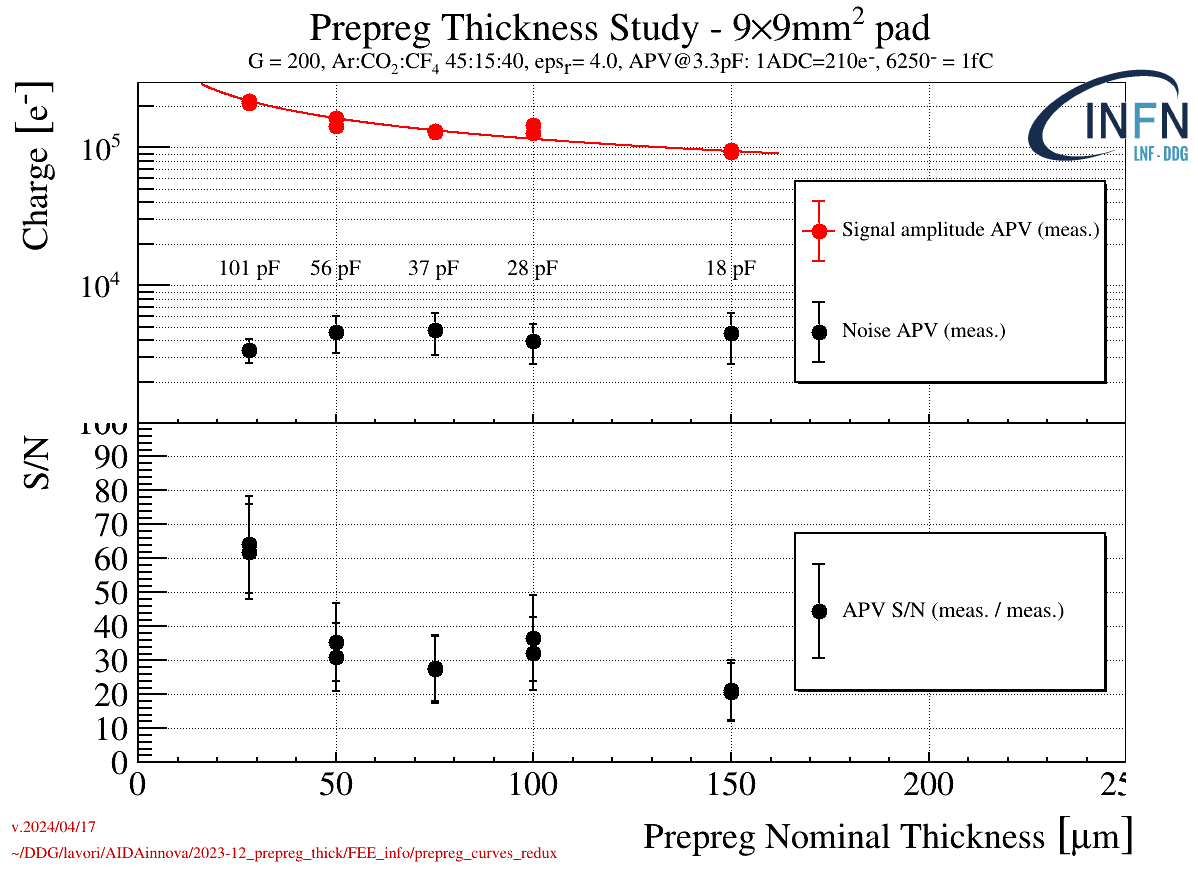 Prepreg Thickness Study - 9×9mm² pad
G = 200, Ar:CO₂:CF₄ 45:15:40, epsᵣ= 4.0, APV@3.3pF: 1ADC=210e⁻, 6250⁻ = 1fC
INFN
LNF - DDG
Charge [e⁻]
10⁵
10⁴
Signal amplitude APV (meas.)
Noise APV (meas.)
101 pF 56 pF 37 pF 28 pF 18 pF
S/N
100
90
80
70
60
50
40
30
20
10
0
APV S/N (meas. / meas.)
0 50 100 150 200 25
Prepreg Nominal Thickness [μm]
v.2024/04/17
~/DDG/lavori/AIDAinnova/2023-12_prepreg_thick/FEE_info/prepreg_curves_redux